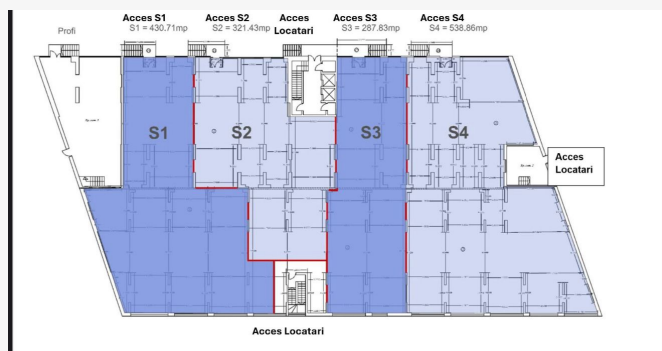 Acces S1
S1 = 430.71mp
Acces S2
S2 = 321.43mp
Acces
Locatari
Acces S3
S3 = 287.83mp
Acces S4
S4 = 538.86mp
Profi
S1
S2
S3
S4
Acces
Locatari
Acces Locatari